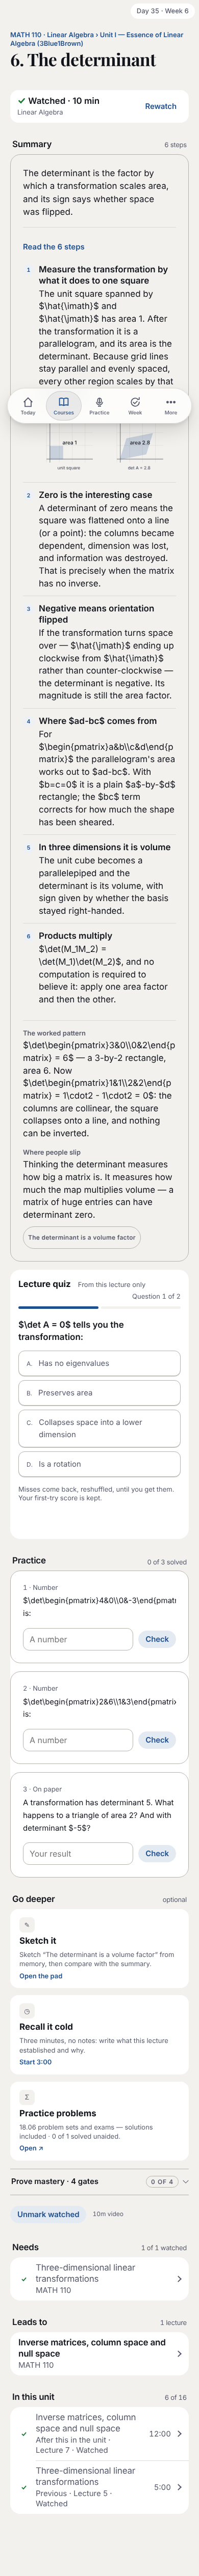 Day 35 · Week 6
MATH 110 · Linear Algebra › Unit I — Essence of Linear
Algebra (3Blue1Brown)
6. The determinant
✓ Watched · 10 min
Linear Algebra
Rewatch
Summary
6 steps
The determinant is the factor by
which a transformation scales area,
and its sign says whether space
was flipped.
Read the 6 steps
1
Measure the transformation by
what it does to one square
The unit square spanned by
$\hat{\imath}$ and
$\hat{\jmath}$ has area 1. After
the transformation it is a
parallelogram, and its area is the
determinant. Because grid lines
stay parallel and evenly spaced,
every other region scales by that
Today
Courses
Practice
Week
More
area 1
area 2.8
unit square
det A = 2.8
2
Zero is the interesting case
A determinant of zero means the
square was flattened onto a line
(or a point): the columns became
dependent, dimension was lost,
and information was destroyed.
That is precisely when the matrix
has no inverse.
3
Negative means orientation
flipped
If the transformation turns space
over — $\hat{\jmath}$ ending up
clockwise from $\hat{\imath}$
rather than counter-clockwise —
the determinant is negative. Its
magnitude is still the area factor.
4
Where $ad-bc$ comes from
For
$\begin{pmatrix}a&b\\c&d\end{p
matrix}$ the parallelogram's area
works out to $ad-bc$. With
$b=c=0$ it is a plain $a$-by-$d$
rectangle; the $bc$ term
corrects for how much the shape
has been sheared.
5
In three dimensions it is volume
The unit cube becomes a
parallelepiped and the
determinant is its volume, with
sign given by whether the basis
stayed right-handed.
6
Products multiply
$\det(M_1M_2) =
\det(M_1)\det(M_2)$, and no
computation is required to
believe it: apply one area factor
and then the other.
The worked pattern
$\det\begin{pmatrix}3&0\\0&2\end{p
matrix} = 6$ — a 3-by-2 rectangle,
area 6. Now
$\det\begin{pmatrix}1&1\\2&2\end{p
matrix} = 1\cdot2 - 1\cdot2 = 0$: the
columns are collinear, the square
collapses onto a line, and nothing
can be inverted.
Where people slip
Thinking the determinant measures
how big a matrix is. It measures how
much the map multiplies volume — a
matrix of huge entries can have
determinant zero.
The determinant is a volume factor
Lecture quiz From this lecture only
Question 1 of 2
$\det A = 0$ tells you the
transformation:
A. Has no eigenvalues
B. Preserves area
C. Collapses space into a lower
dimension
D. Is a rotation
Misses come back, reshuffled, until you get them.
Your first-try score is kept.
Practice
0 of 3 solved
1 · Number
$\det\begin{pmatrix}4&0\\0&-3\end{pmat
is:
A number
Check
2 · Number
$\det\begin{pmatrix}2&6\\1&3\end{pmatrix
is:
A number
Check
3 · On paper
A transformation has determinant 5. What
happens to a triangle of area 2? And with
determinant $-5$?
Your result
Check
Go deeper
optional
Sketch it
Sketch “The determinant is a volume factor” from
memory, then compare with the summary.
Open the pad
Recall it cold
Three minutes, no notes: write what this lecture
established and why.
Start 3:00
Σ
Practice problems
18.06 problem sets and exams — solutions
included · 0 of 1 solved unaided.
Open ↗
Prove mastery · 4 gates
0 OF 4
Unmark watched
10m video
Needs
1 of 1 watched
✓
Three-dimensional linear
transformations
MATH 110
Leads to
1 lecture
Inverse matrices, column space and
null space
MATH 110
In this unit
6 of 16
✓
Inverse matrices, column
space and null space
After this in the unit ·
Lecture 7 · Watched
12:00
✓
Three-dimensional linear
transformations
Previous · Lecture 5 ·
Watched
5:00